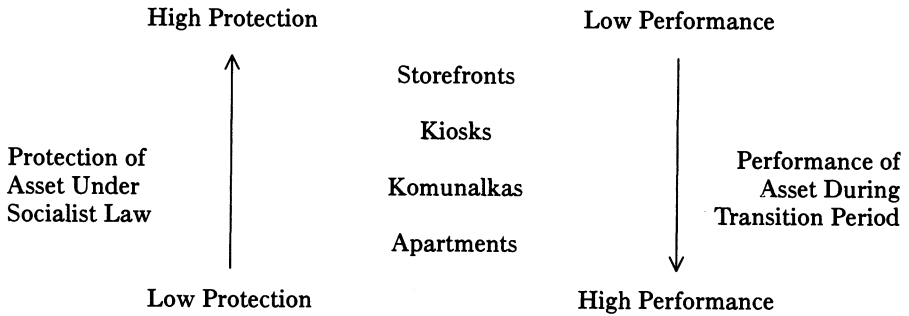 High Protection
Low Performance
Storefronts
Kiosks
Protection of
Asset Under
Socialist Law
Komunalkas
Performance of
Asset During
Transition Period
Apartments
Low Protection
High Performance